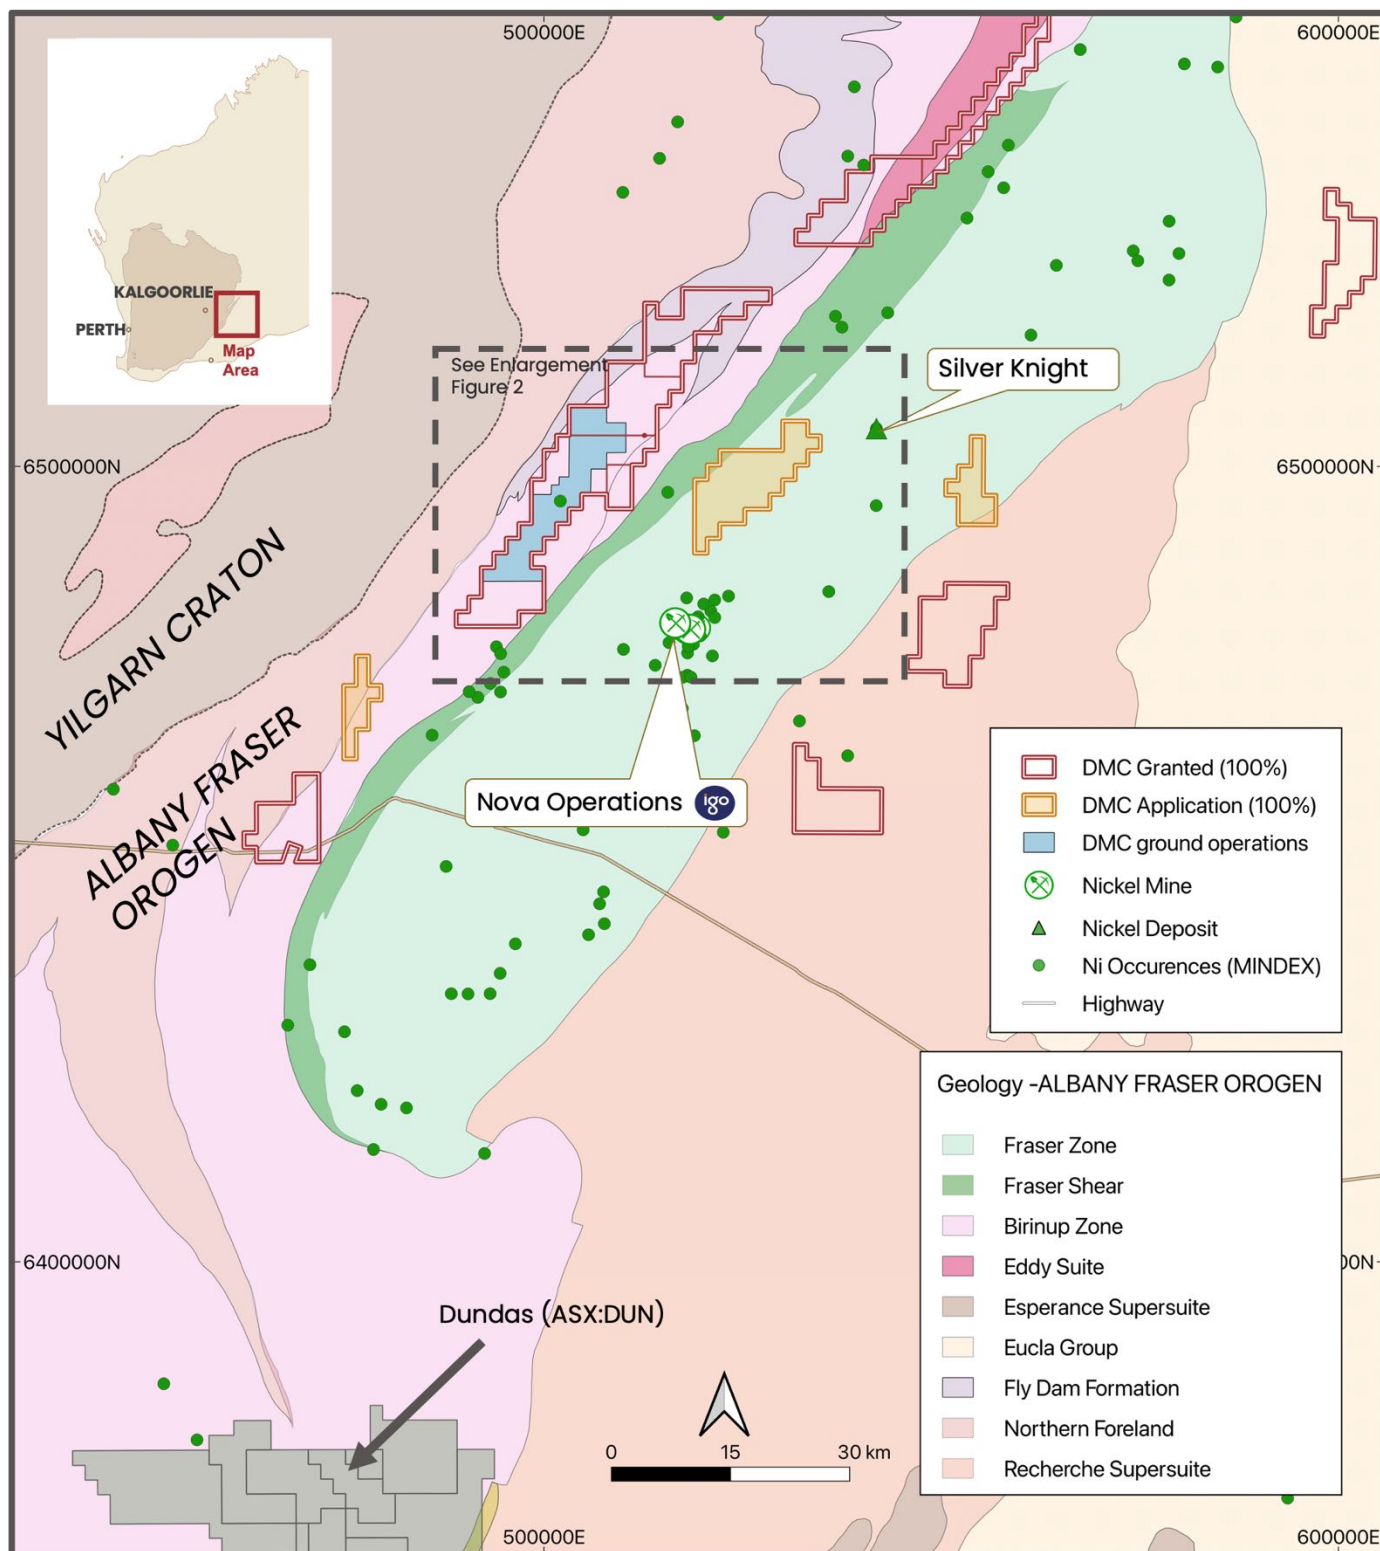 500000E
600000E
KALGOORLIE
PERTH
Map
Area
See Enlargement
Figure 2
Silver Knight
6500000N
6500000N
YILGARN CRATON
ALBANY FRASER
OROGEN
Nova Operations igo
DMC Granted (100%)
DMC Application (100%)
DMC ground operations
Nickel Mine
Nickel Deposit
Ni Occurences (MINDEX)
Highway
Geology -ALBANY FRASER OROGEN
Fraser Zone
Fraser Shear
Birinup Zone
Eddy Suite
Esperance Supersuite
Eucla Group
Fly Dam Formation
Northern Foreland
Recherche Supersuite
6400000N
00N
Dundas (ASX:DUN)
0 15 30 km
500000E
600000E